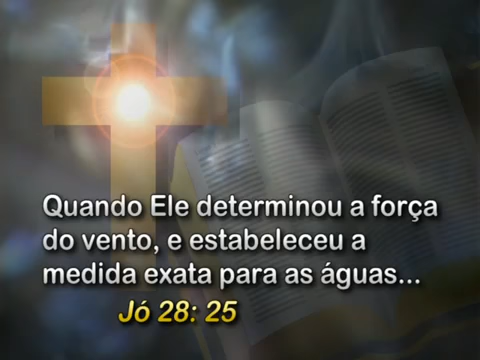 Quando Ele determinou a força
do vento, e estabeleceu a
medida exata para as águas...
Jó 28: 25